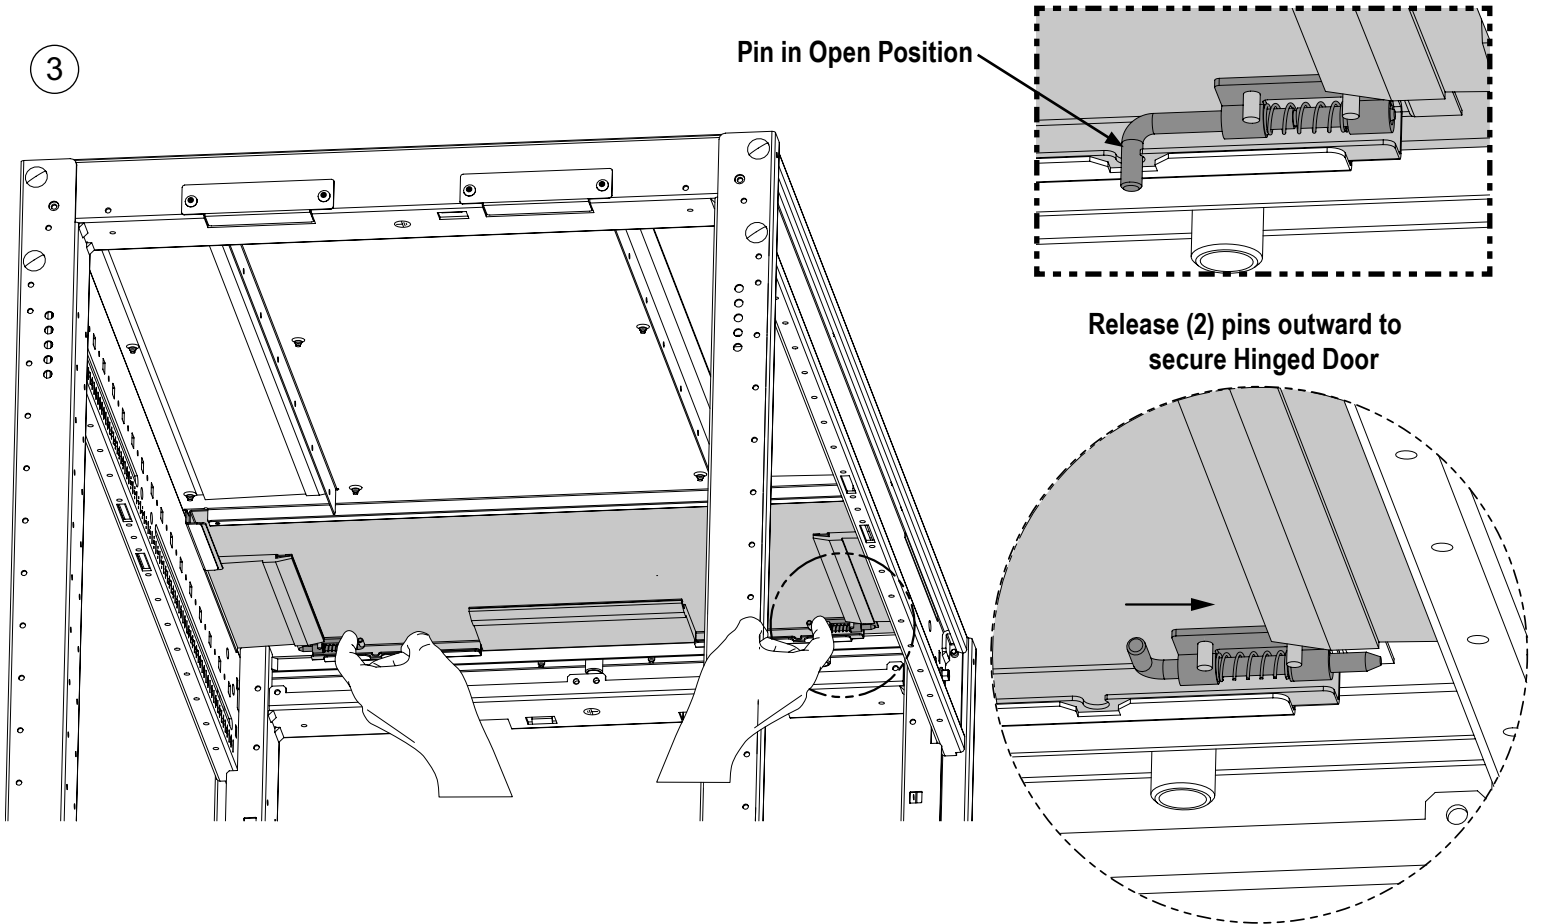 3
Pin in Open Position
Release (2) pins outward to
secure Hinged Door